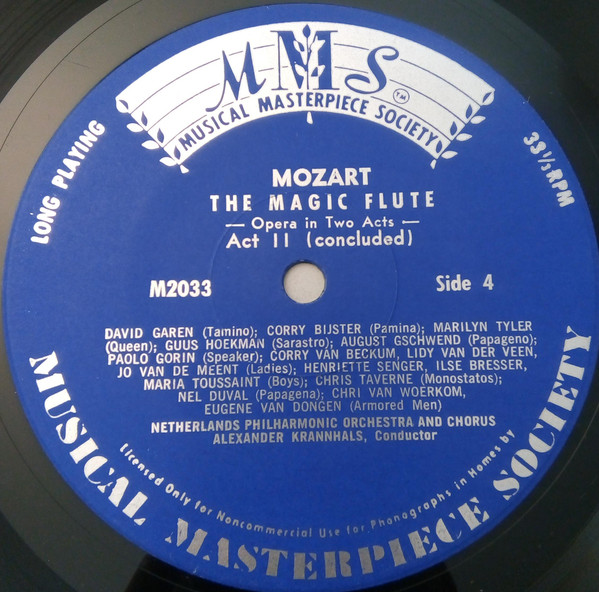 MMS
TM
MUSICAL MASTERPIECE SOCIETY
LONG PLAYING
33 1/3 RPM
MOZART
THE MAGIC FLUTE
— Opera in Two Acts —
Act II (concluded)
M2033
Side 4
DAVID GAREN (Tamino); CORRY BIJSTER (Pamina); MARILYN TYLER
(Queen); GUUS HOEKMAN (Sarastro); AUGUST GSCHWEND (Papageno);
PAOLO GORIN (Speaker); CORRY VAN BECKUM, LIDY VAN DER VEEN,
JO VAN DE MEENT (Ladies); HENRIETTE SENGER, ILSE BRESSER,
MARIA TOUSSAINT (Boys); CHRIS TAVERNE (Monostatos);
NEL DUVAL (Papagena); CHRI VAN WOERKOM,
EUGENE VAN DONGEN (Armored Men)
NETHERLANDS PHILHARMONIC ORCHESTRA AND CHORUS
ALEXANDER KRANNHALS, Conductor
Licensed Only for Noncommercial Use for Phonographs in Homes by
MUSICAL MASTERPIECE SOCIETY